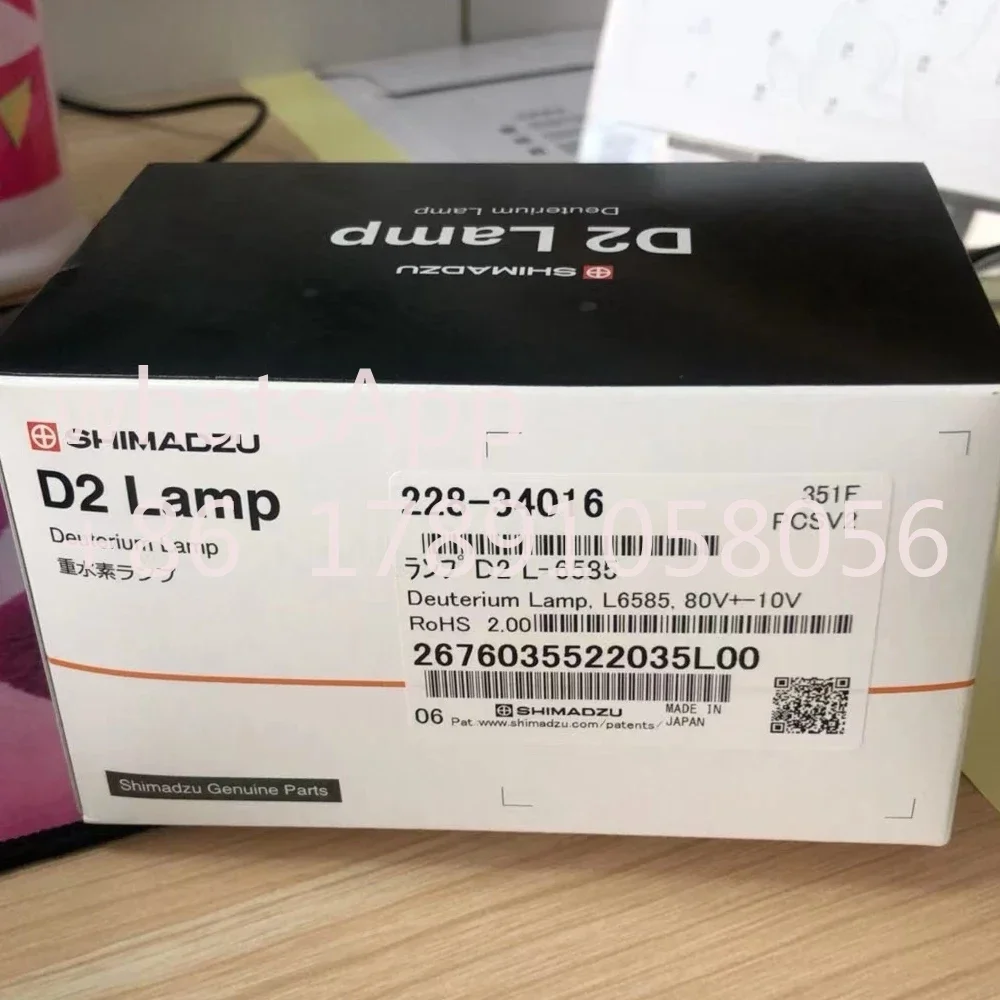 Deuterium Lamp
D2 Lamp
SHIMADZU
whatsApp
+86 17891058056
SHIMADZU
D2 Lamp
Deuterium Lamp
重水素ランプ
228-34016
351F
PCSV2
ランプ D2 L-6585
Deuterium Lamp, L6585, 80V+-10V
RoHS 2.00
2676035522035L00
06
SHIMADZU
MADE IN
Pat.:www.shimadzu.com/patents/
JAPAN
Shimadzu Genuine Parts